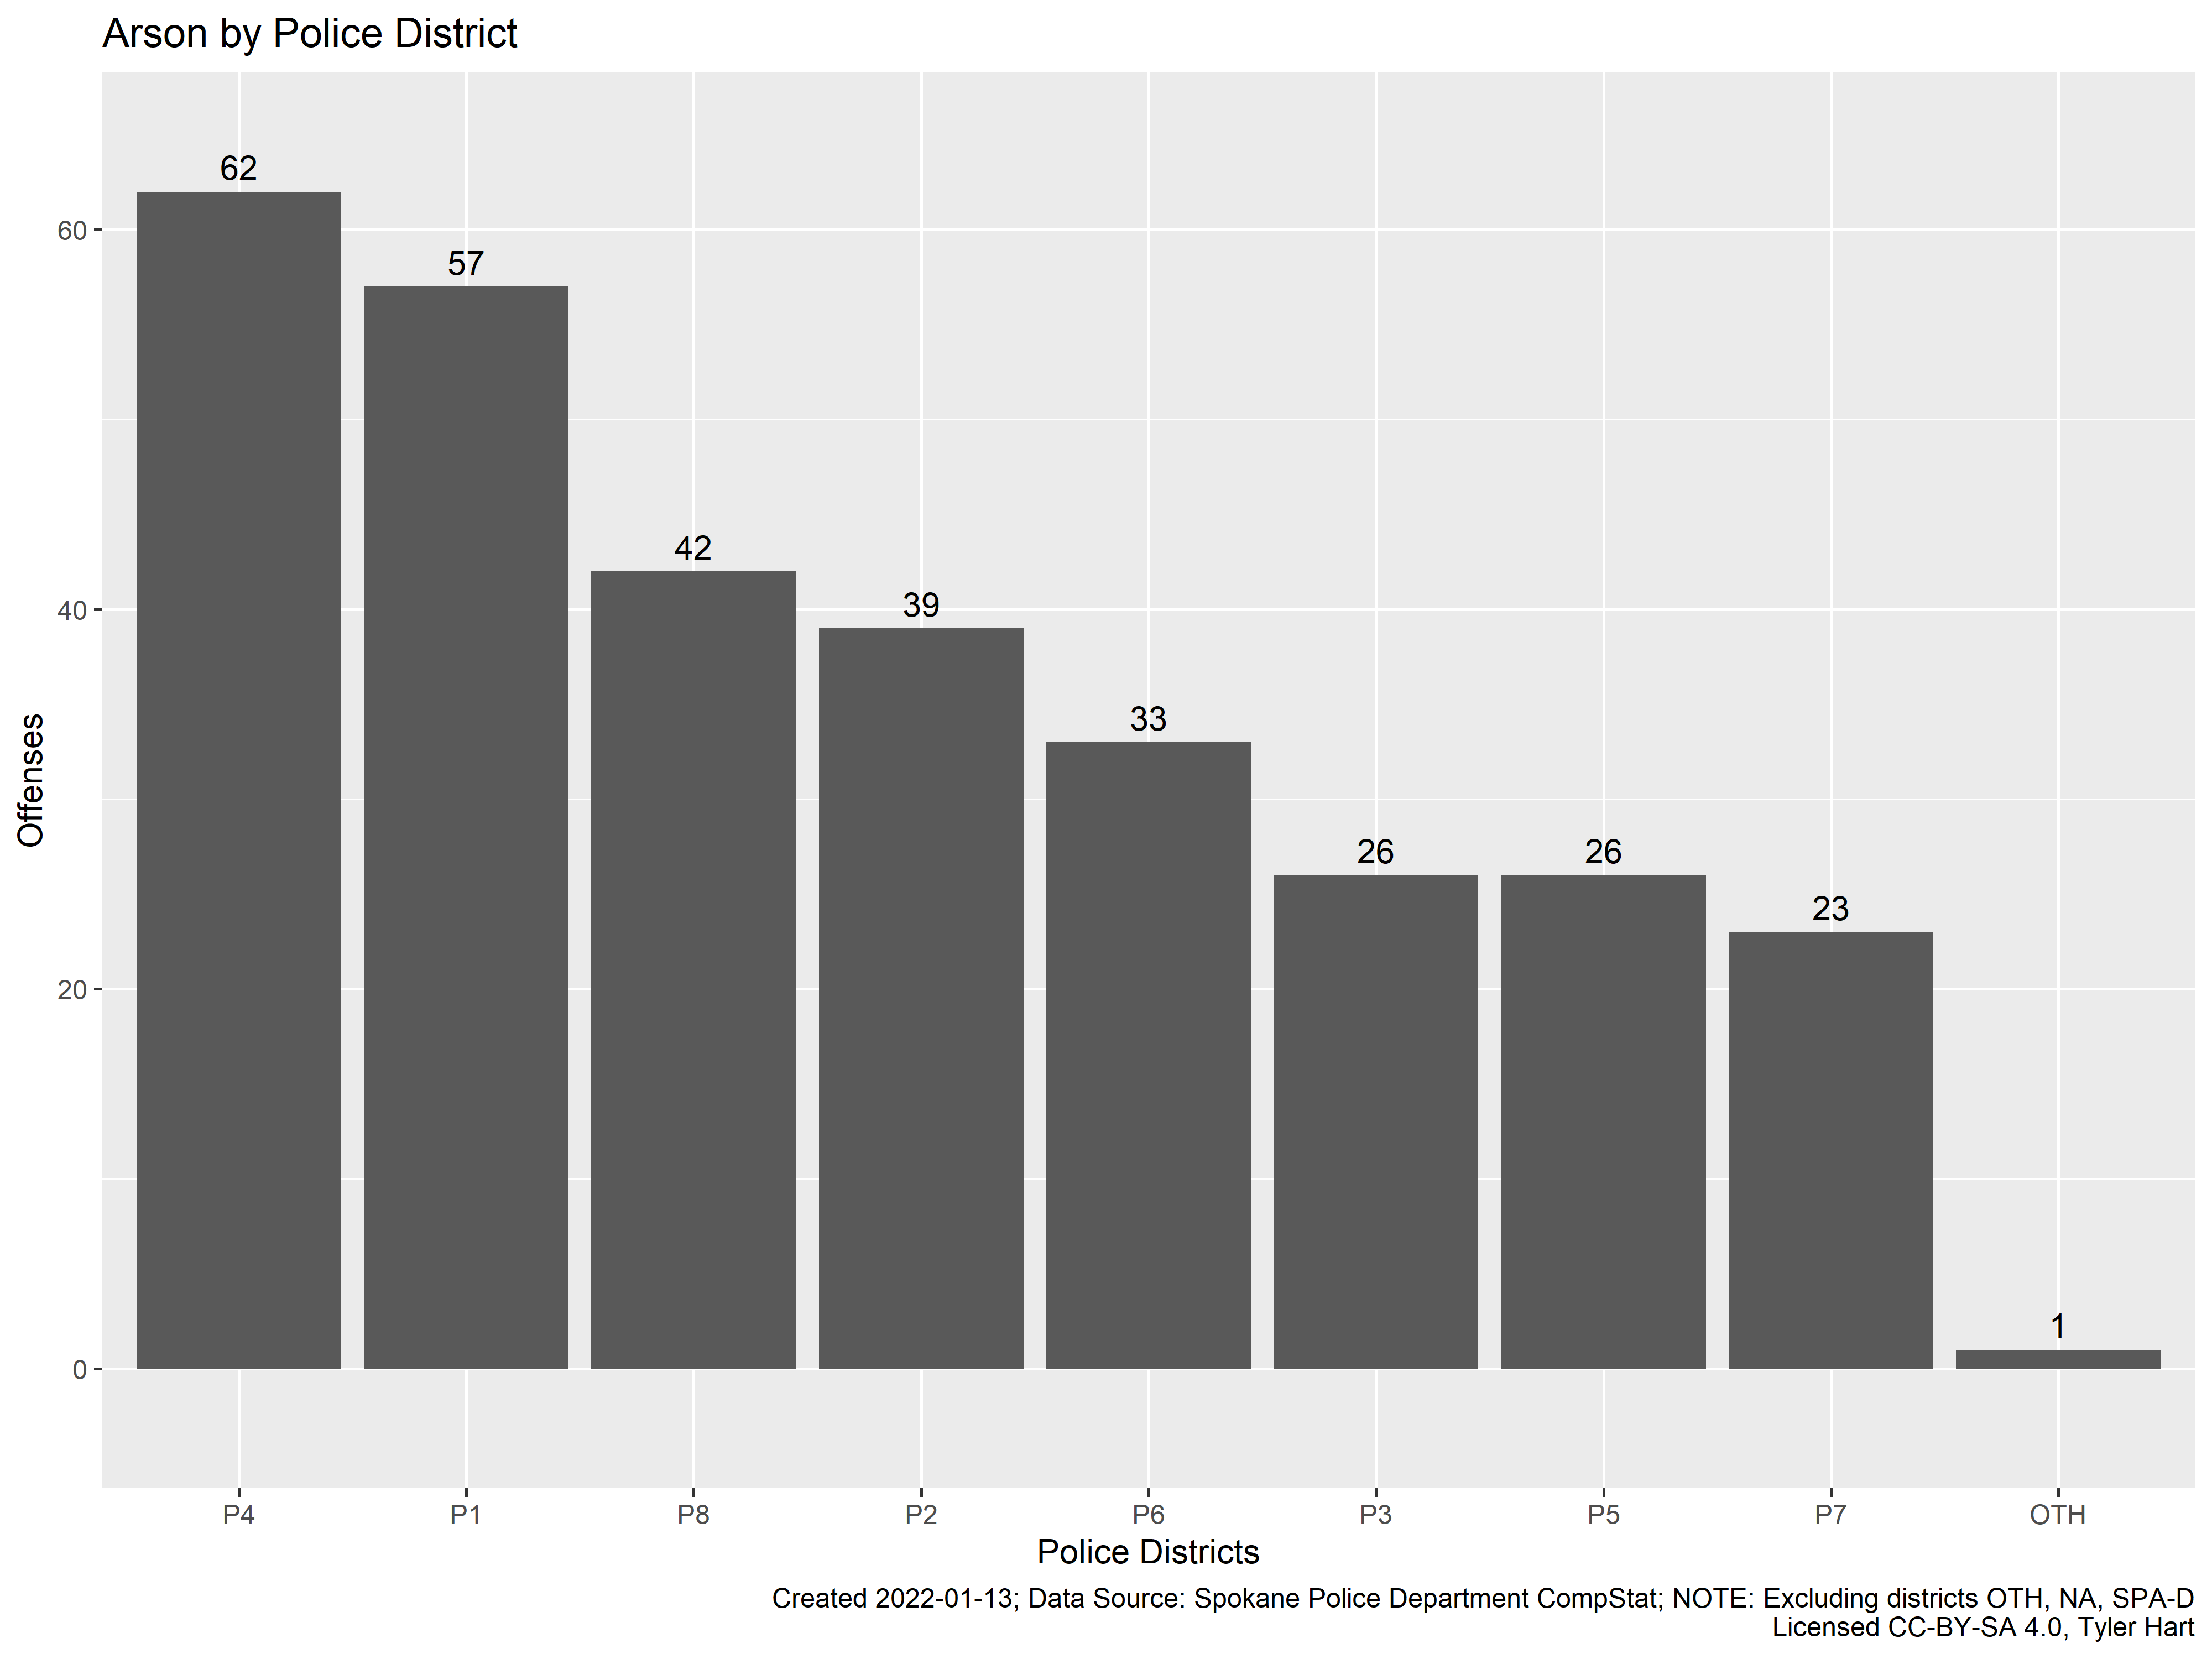 Arson by Police District
62
57
42
39
33
26
26
23
1
60
40
20
0
Offenses
P4
P1
P8
P2
P6
P3
P5
P7
OTH
Police Districts
Created 2022-01-13; Data Source: Spokane Police Department CompStat; NOTE: Excluding districts OTH, NA, SPA-D
Licensed CC-BY-SA 4.0, Tyler Hart